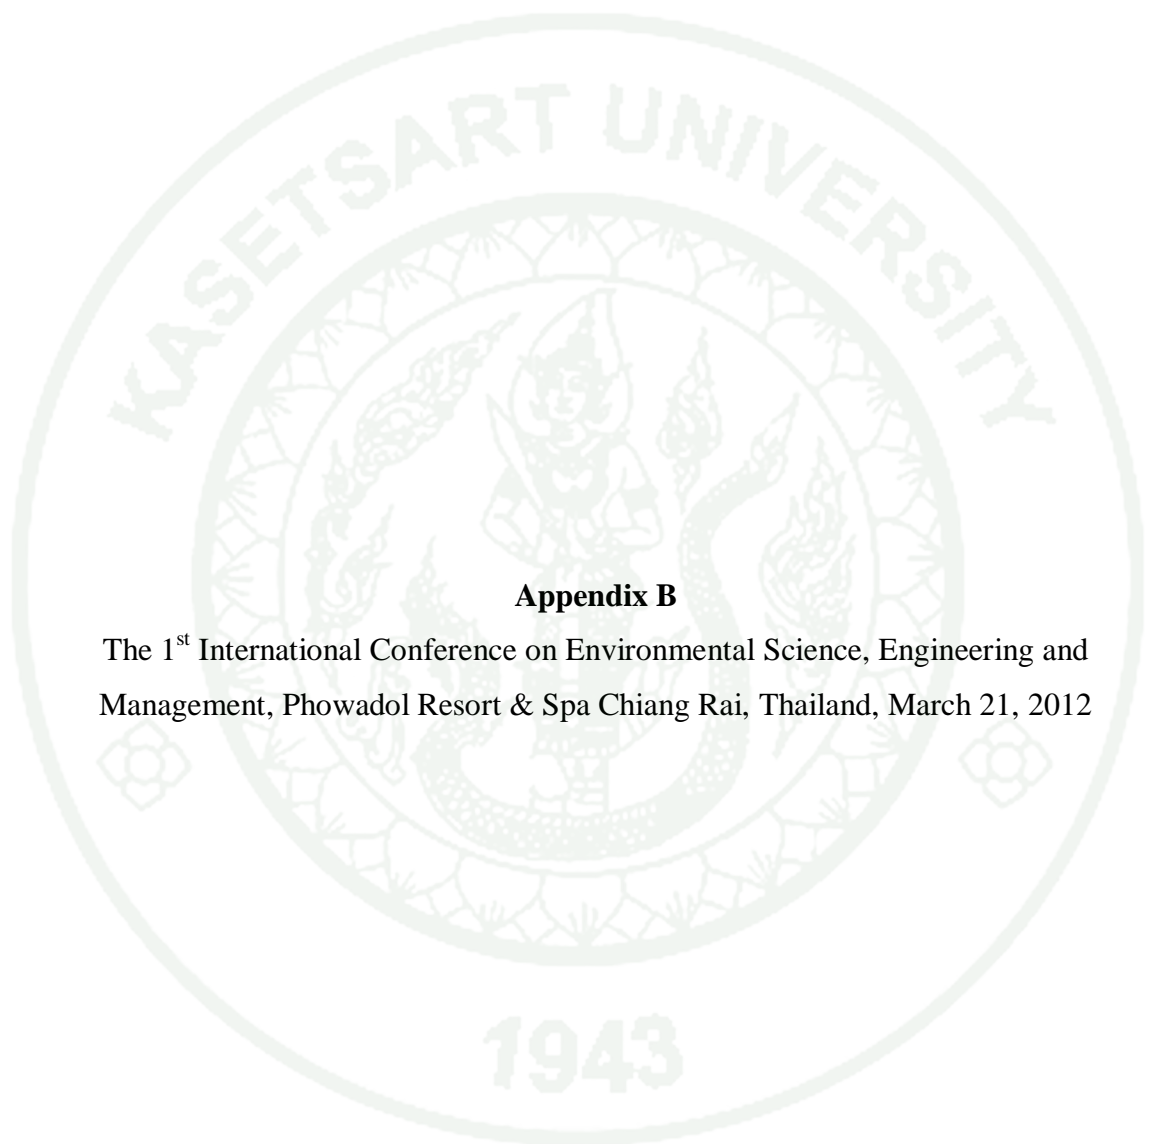 KASETSART UNIVERSITY
Appendix B
The 1st International Conference on Environmental Science, Engineering and
Management, Phowadol Resort & Spa Chiang Rai, Thailand, March 21, 2012
1943